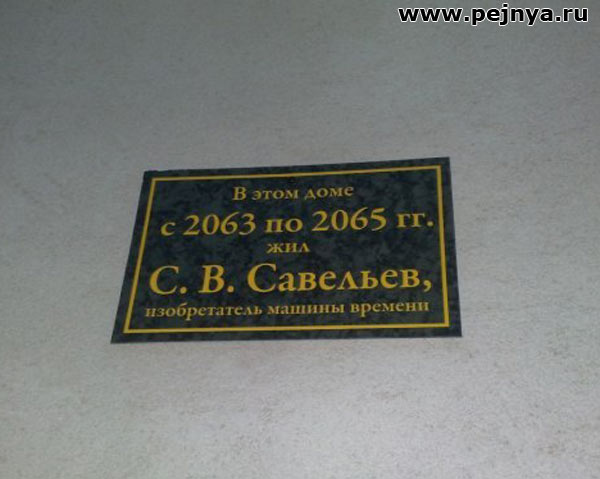 www.pejnya.ru
В этом доме
с 2063 по 2065 гг.
жил
С. В. Савельев,
изобретатель машины времени